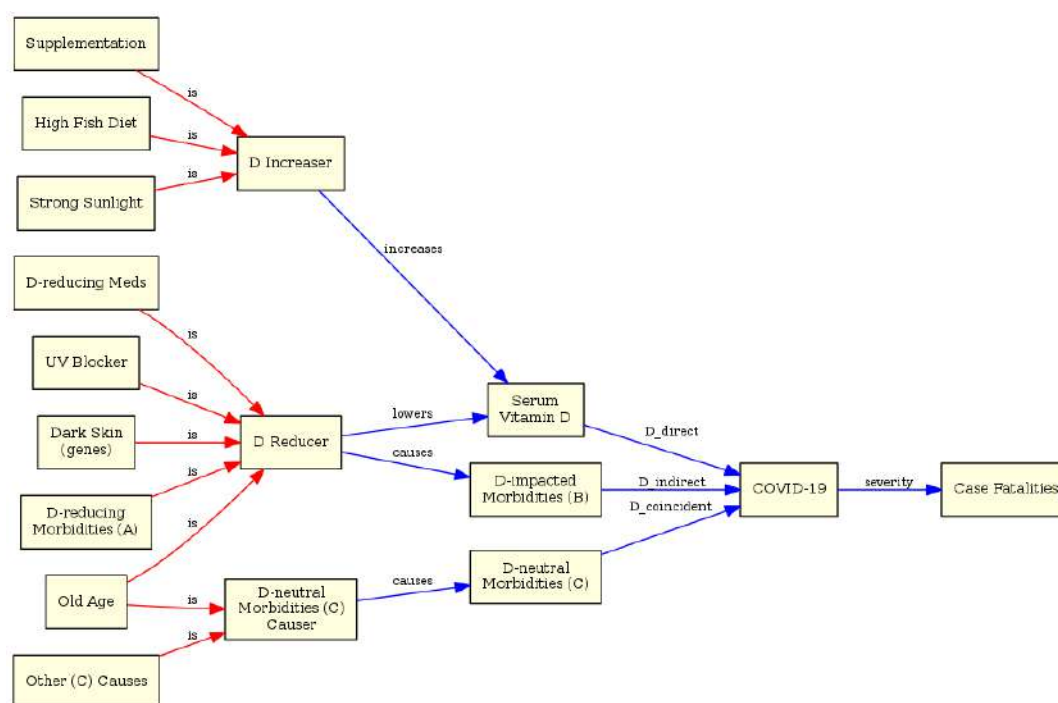 Supplementation
is
High Fish Diet
is
D Increaser
is
Strong Sunlight
increases
D-reducing Meds
is
UV Blocker
is
Serum
Vitamin D
lowers
D_direct
Dark Skin
(genes)
is
D Reducer
causes
D-impacted
Morbidities (B)
D_indirect
COVID-19
severity
Case Fatalities
is
D_coincident
D-reducing
Morbidities (A)
is
Old Age
is
D-neutral
Morbidities (C)
Causer
causes
D-neutral
Morbidities (C)
is
Other (C) Causes